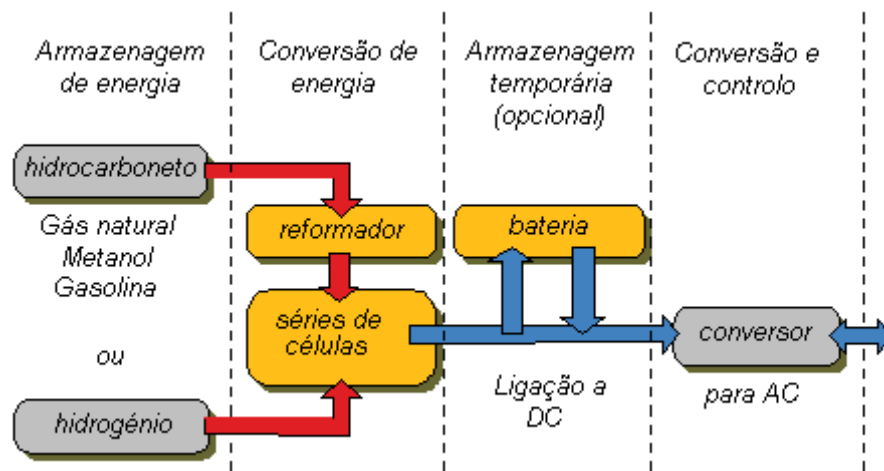 Armazenagem
de energia
Conversão de
energia
Armazenagem
temporária
(opcional)
Conversão e
controlo
hidrocarboneto
Gás natural
Metanol
Gasolina
ou
hidrogénio
reformador
séries de
células
bateria
Ligação a
DC
conversor
para AC